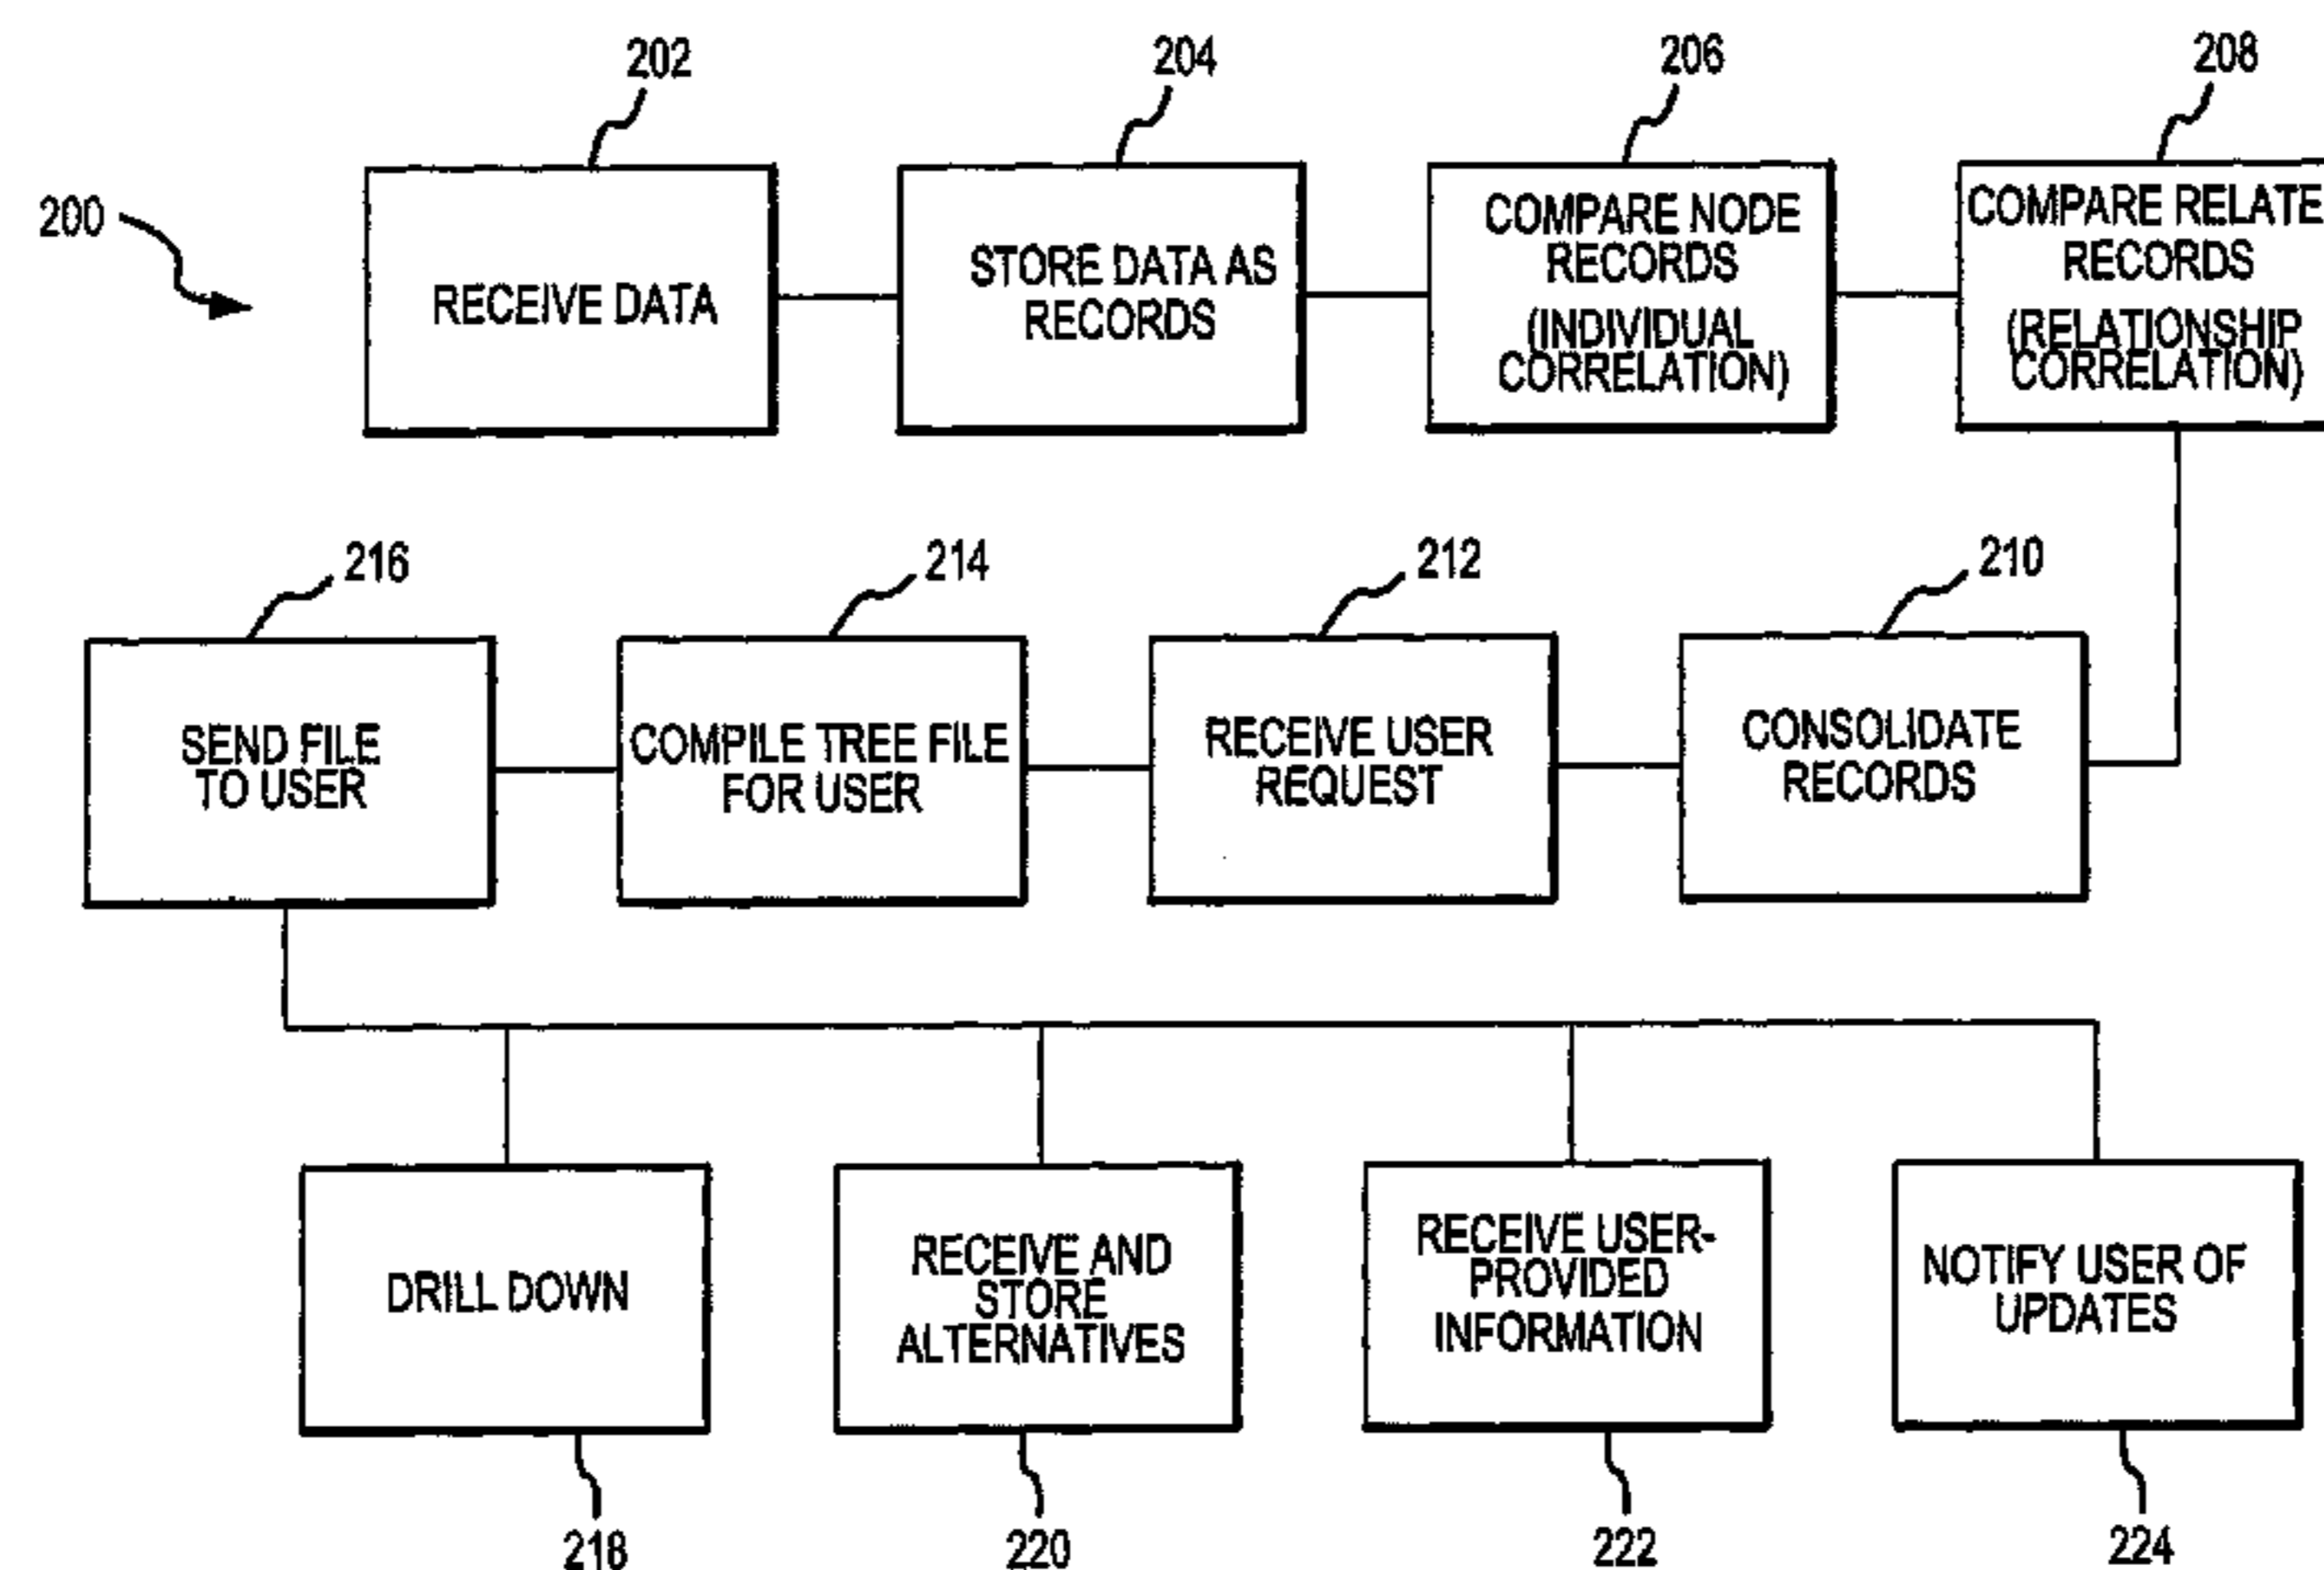 202
204
206
208
200
RECEIVE DATA
STORE DATA AS
RECORDS
COMPARE NODE
RECORDS
(INDIVIDUAL
CORRELATION)
COMPARE RELATE
RECORDS
(RELATIONSHIP
CORRELATION)
216
214
212
210
SEND FILE
TO USER
COMPILE TREE FILE
FOR USER
RECEIVE USER
REQUEST
CONSOLIDATE
RECORDS
DRILL DOWN
RECEIVE AND
STORE
ALTERNATIVES
RECEIVE USER-
PROVIDED
INFORMATION
NOTIFY USER OF
UPDATES
218
220
222
224